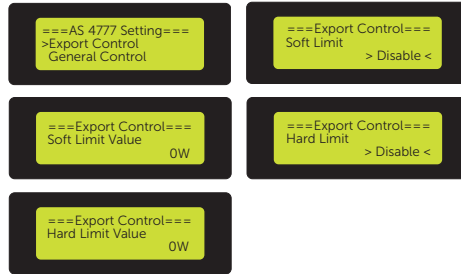 ===AS 4777 Setting===
>Export Control
General Control
===Export Control===
Soft Limit
> Disable <
===Export Control===
Soft Limit Value
0W
===Export Control===
Hard Limit
> Disable <
===Export Control===
Hard Limit Value
0W